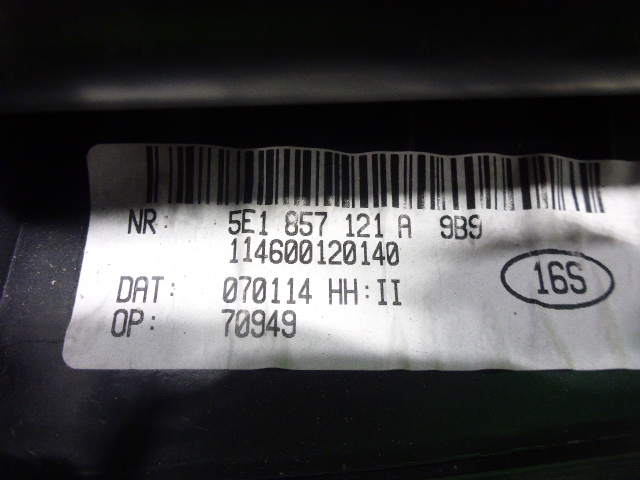 NR: 5E1 857 121 A 9B9
114600120140
16S
DAT: 070114 HH:II
OP: 70949